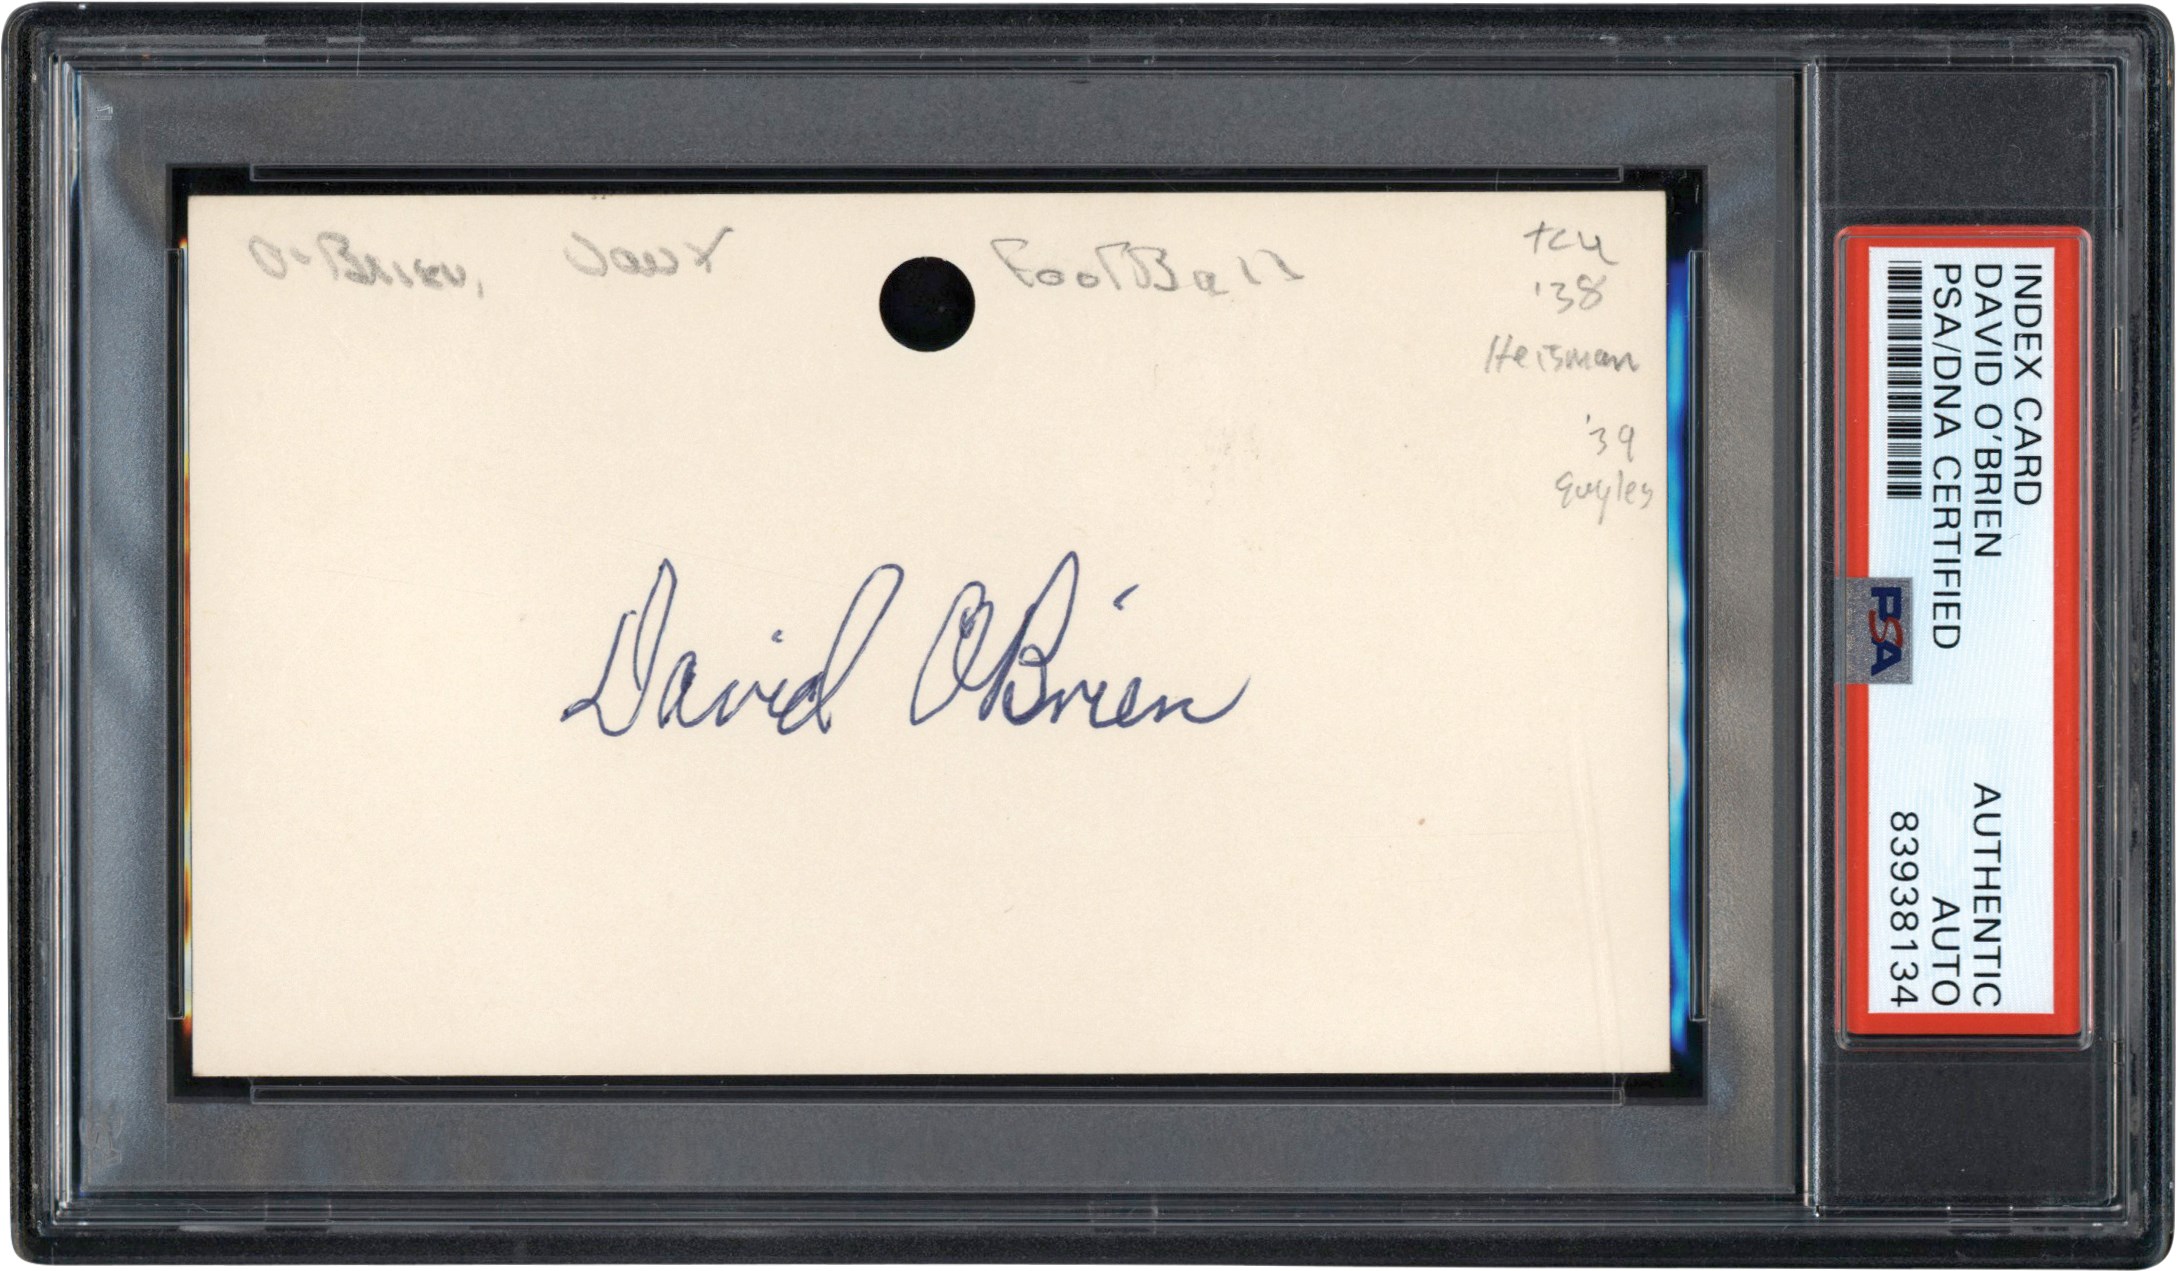 O'Brien, Davy FootBall
TCU
'38
Heisman
'39
Eagles
David O'Brien
INDEX CARD
DAVID O'BRIEN AUTHENTIC
PSA/DNA CERTIFIED AUTO
83938134
PSA